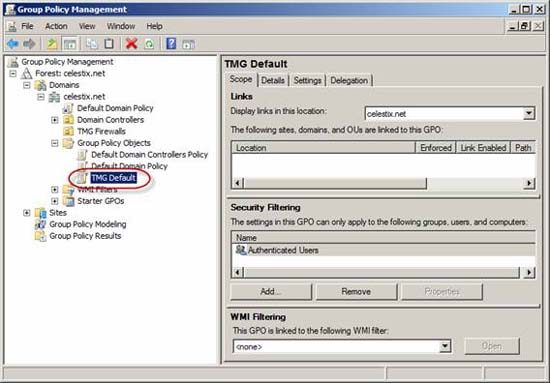 Group Policy Management
File Action View Window Help
Group Policy Management
Forest: celestix.net
Domains
celestix.net
Default Domain Policy
Domain Controllers
TMG Firewalls
Group Policy Objects
Default Domain Controllers Policy
Default Domain Policy
TMG Default
WMI Filters
Starter GPOs
Sites
Group Policy Modeling
Group Policy Results
TMG Default
Scope Details Settings Delegation
Links
Display links in this location: celestix.net
The following sites, domains, and OUs are linked to this GPO:
Location Enforced Link Enabled Path
Security Filtering
The settings in this GPO can only apply to the following groups, users, and computers:
Name
Authenticated Users
Add... Remove Properties
WMI Filtering
This GPO is linked to the following WMI filter:
<none> Open